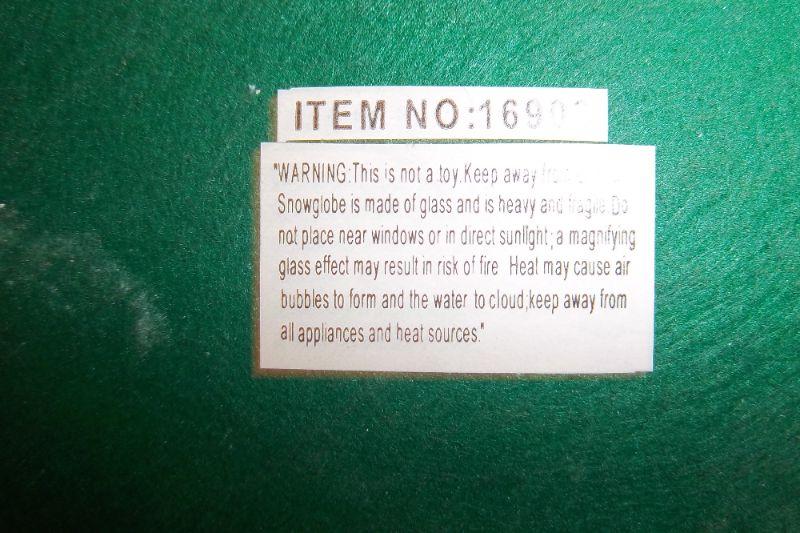 ITEM NO:1690
"WARNING:This is not a toy.Keep away from
Snowglobe is made of glass and is heavy and fragile.Do
not place near windows or in direct sunlight;a magnifying
glass effect may result in risk of fire Heat may cause air
bubbles to form and the water to cloud;keep away from
all appliances and heat sources."